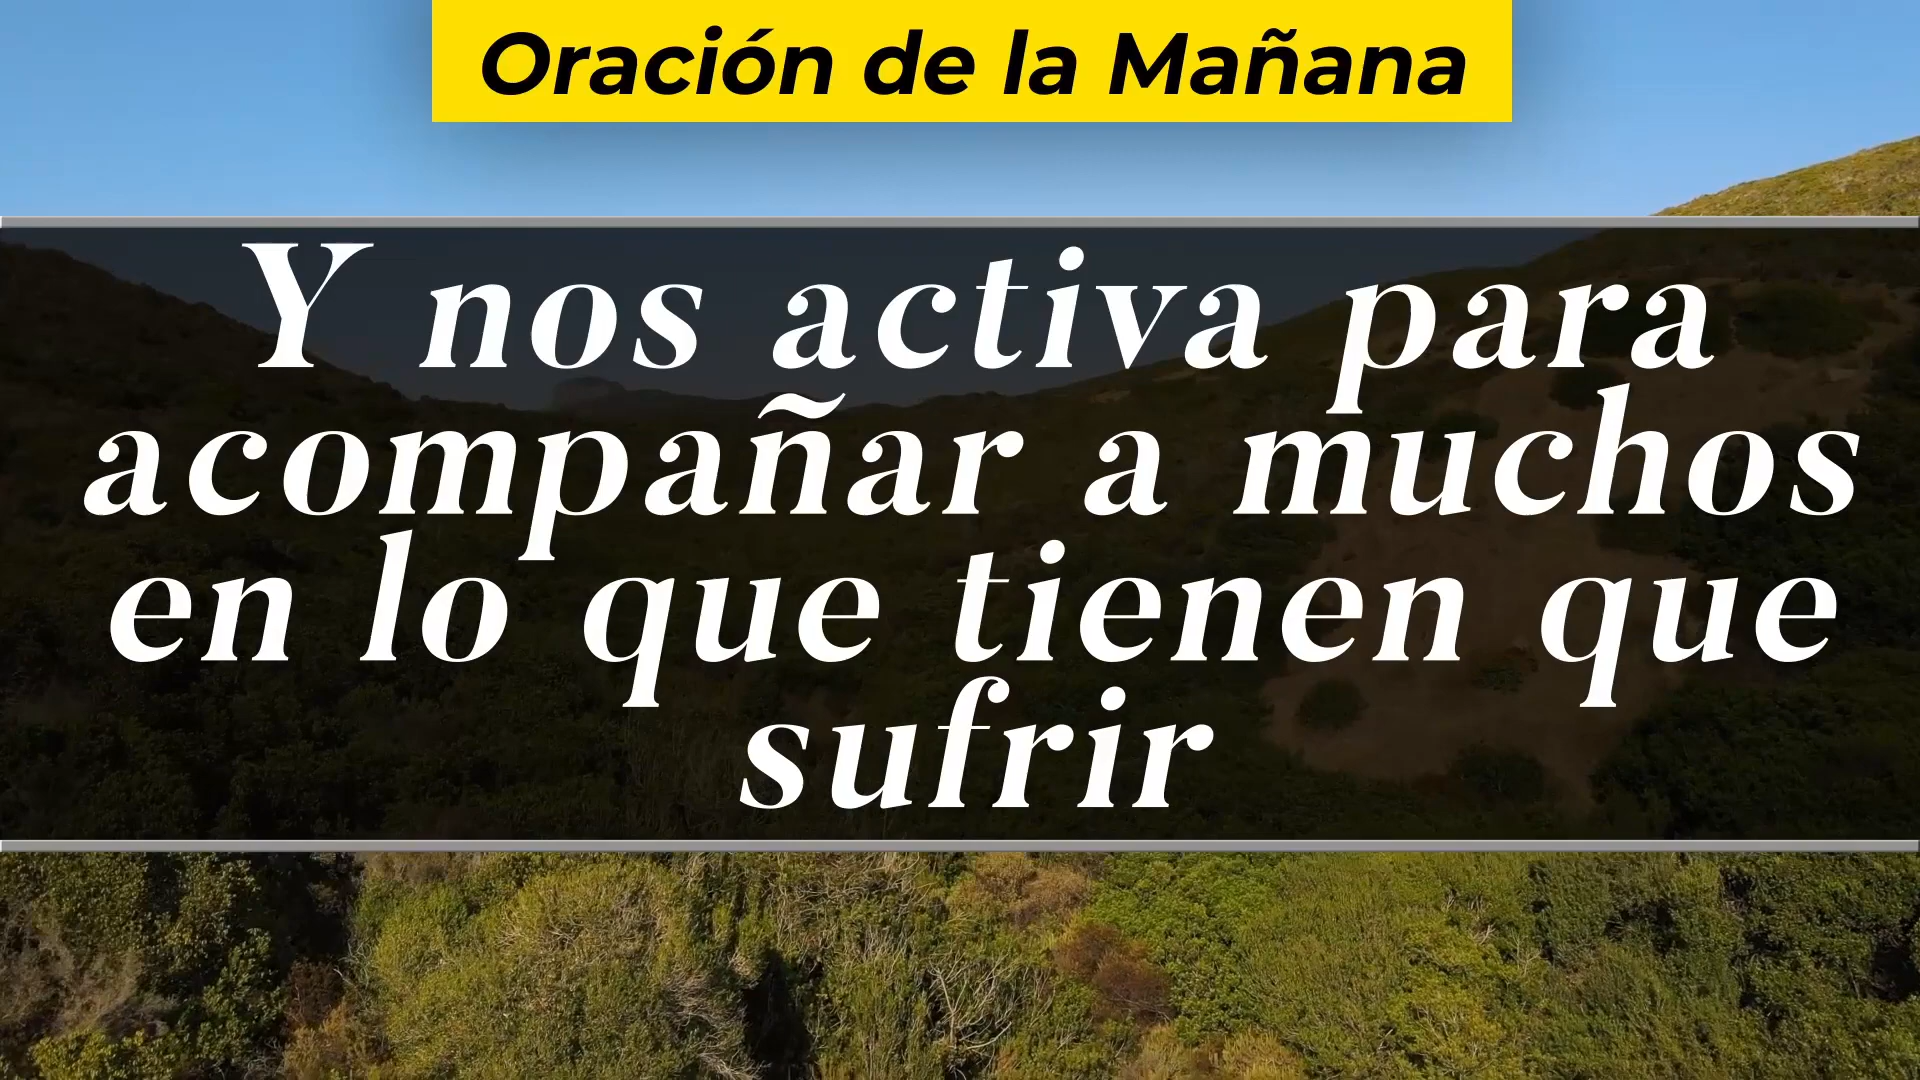 Oración de la Mañana
Y nos activa para
acompañar a muchos
en lo que tienen que
sufrir